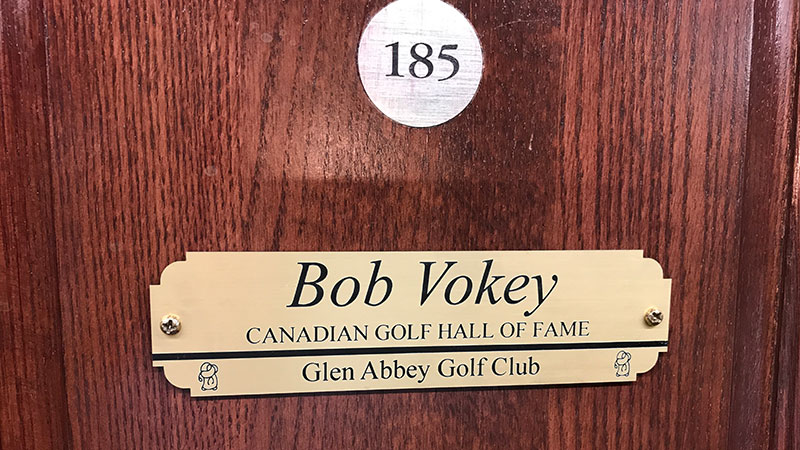 185
Bob Vokey
CANADIAN GOLF HALL OF FAME
Glen Abbey Golf Club